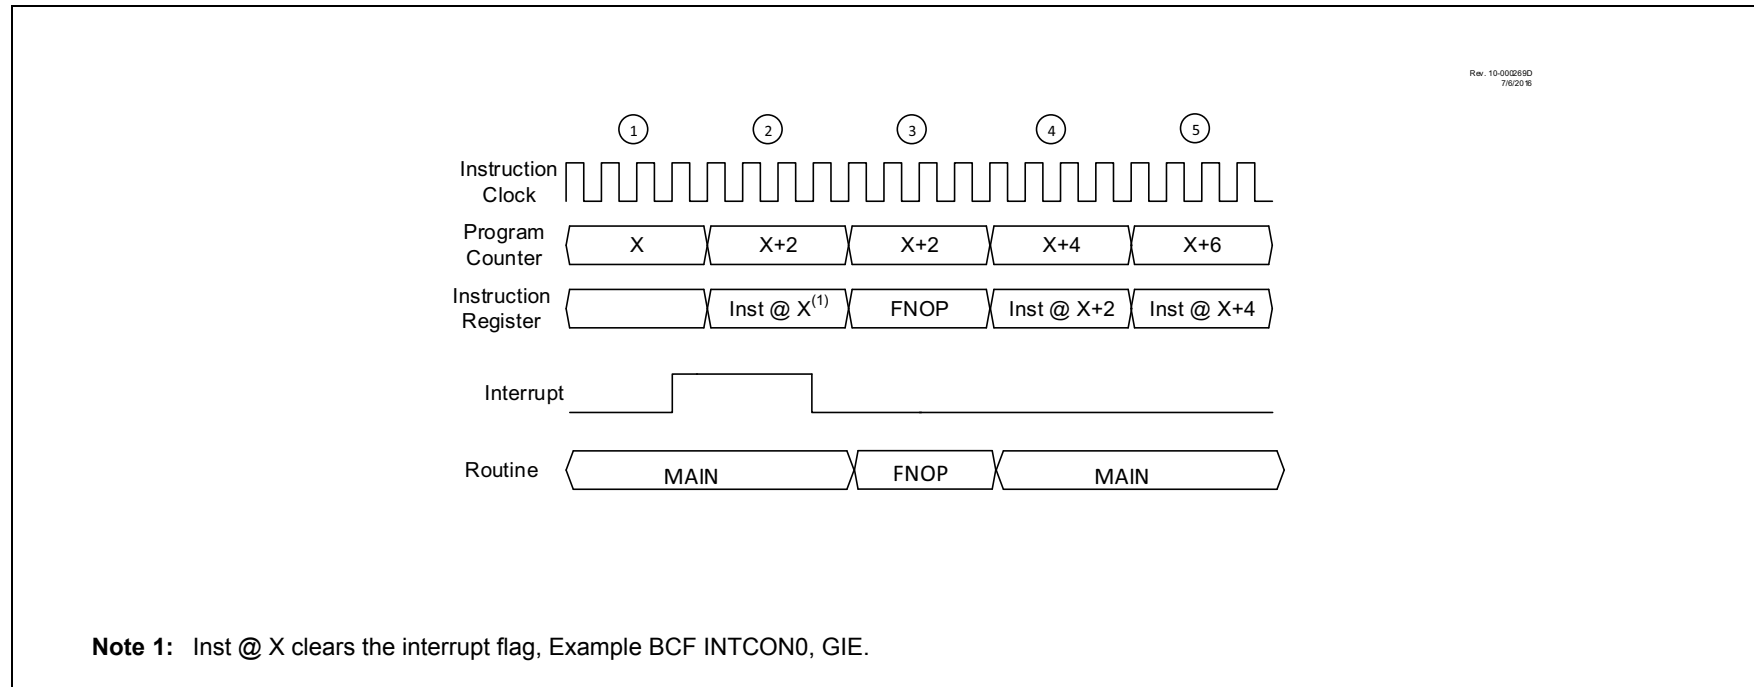 Rev. 10-000269D
7/6/2016
1 2 3 4 5
Instruction
Clock
Program
Counter
X X+2 X+2 X+4 X+6
Instruction
Register
Inst @ X(1) FNOP Inst @ X+2 Inst @ X+4
Interrupt
Routine MAIN FNOP MAIN
Note 1: Inst @ X clears the interrupt flag, Example BCF INTCON0, GIE.